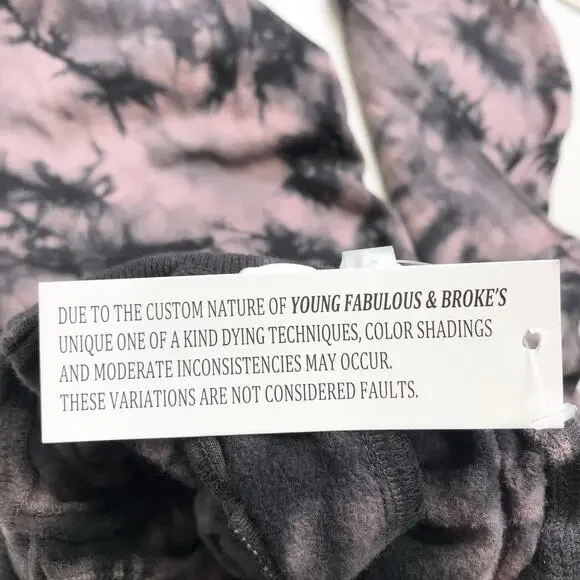 DUE TO THE CUSTOM NATURE OF YOUNG FABULOUS & BROKE'S
UNIQUE ONE OF A KIND DYING TECHNIQUES, COLOR SHADINGS
AND MODERATE INCONSISTENCIES MAY OCCUR.
THESE VARIATIONS ARE NOT CONSIDERED FAULTS.